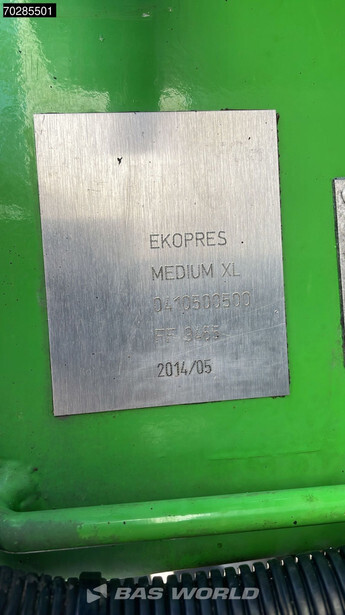 70285501
EKOPRES
MEDIUM XL
0410500500
2014/05
BAS WORLD